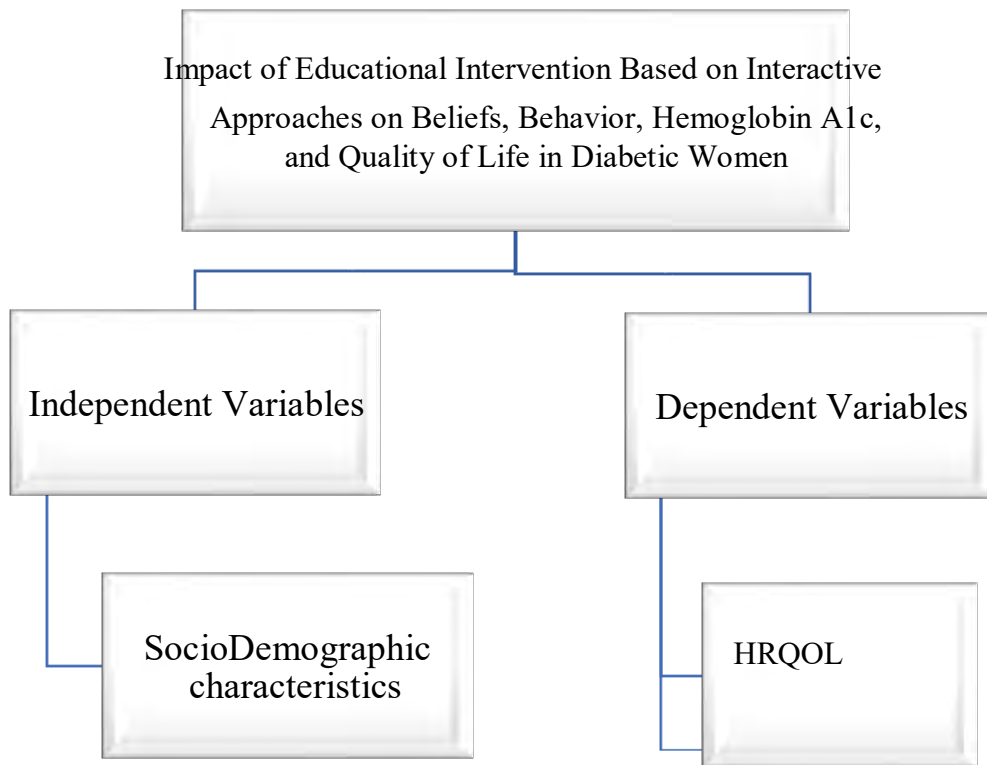 Impact of Educational Intervention Based on Interactive
Approaches on Beliefs, Behavior, Hemoglobin A1c,
and Quality of Life in Diabetic Women
Independent Variables
Dependent Variables
SocioDemographic
characteristics
HRQOL